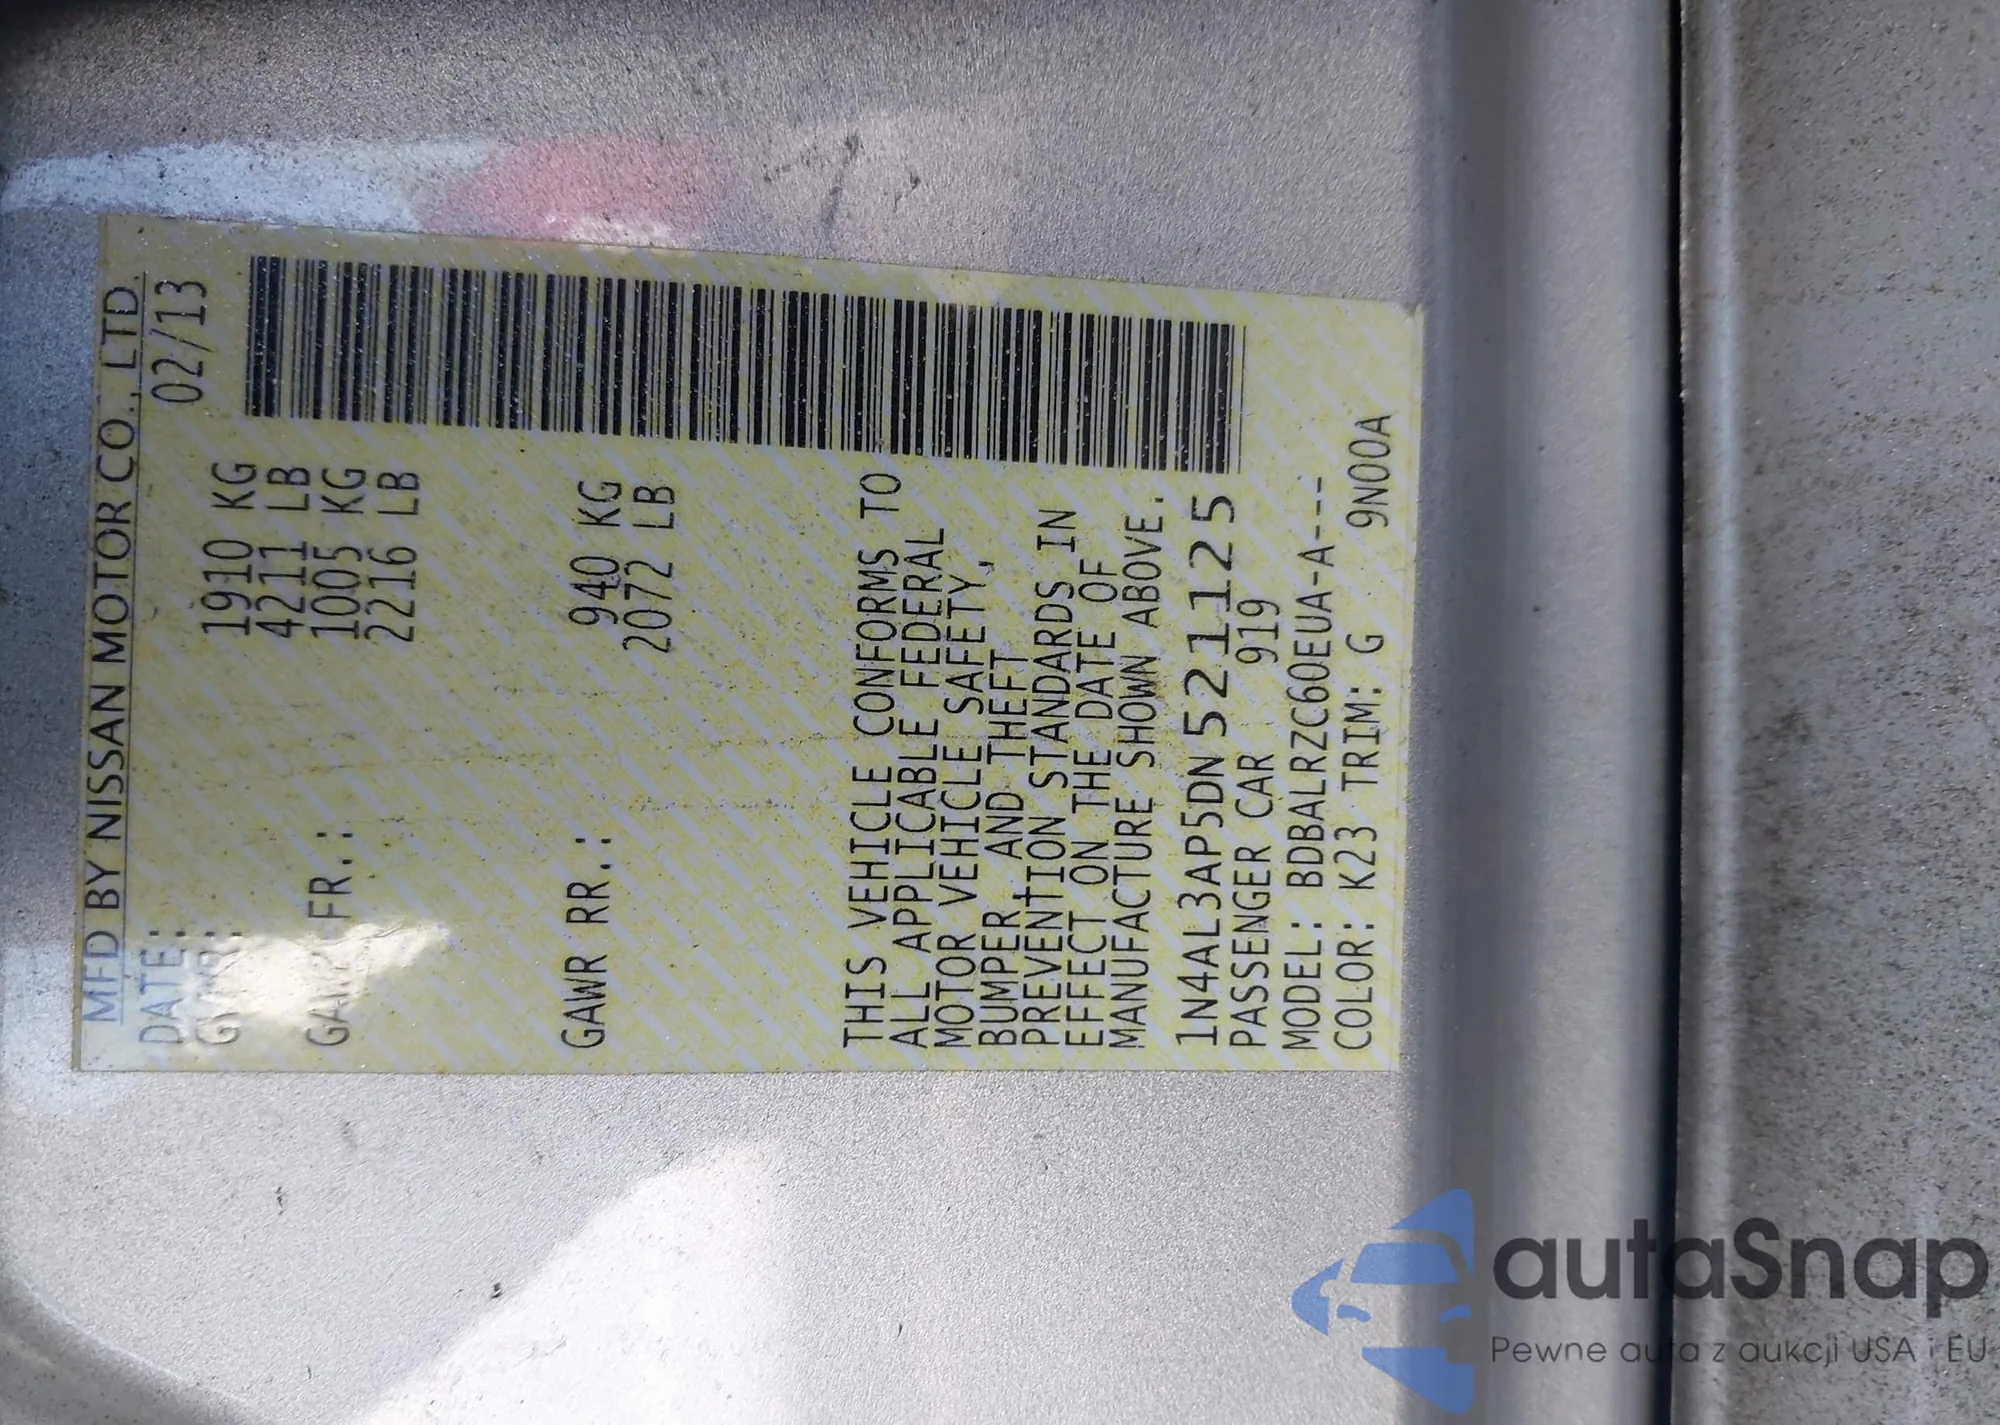 MFD BY NISSAN MOTOR CO., LTD.
DATE: 02/13
GVWR: 1910 KG
4211 LB
GAWR FR.: 1005 KG
2216 LB
GAWR RR.: 940 KG
2072 LB
THIS VEHICLE CONFORMS TO
ALL APPLICABLE FEDERAL
MOTOR VEHICLE SAFETY,
BUMPER, AND THEFT
PREVENTION STANDARDS IN
EFFECT ON THE DATE OF
MANUFACTURE SHOWN ABOVE.
1N4AL3AP5DN 521125
PASSENGER CAR 919
MODEL: BDBALRZC60EUA-A---
COLOR: K23 TRIM: G 9N00A
autaSnap
Pewne auta z aukcji USA i EU